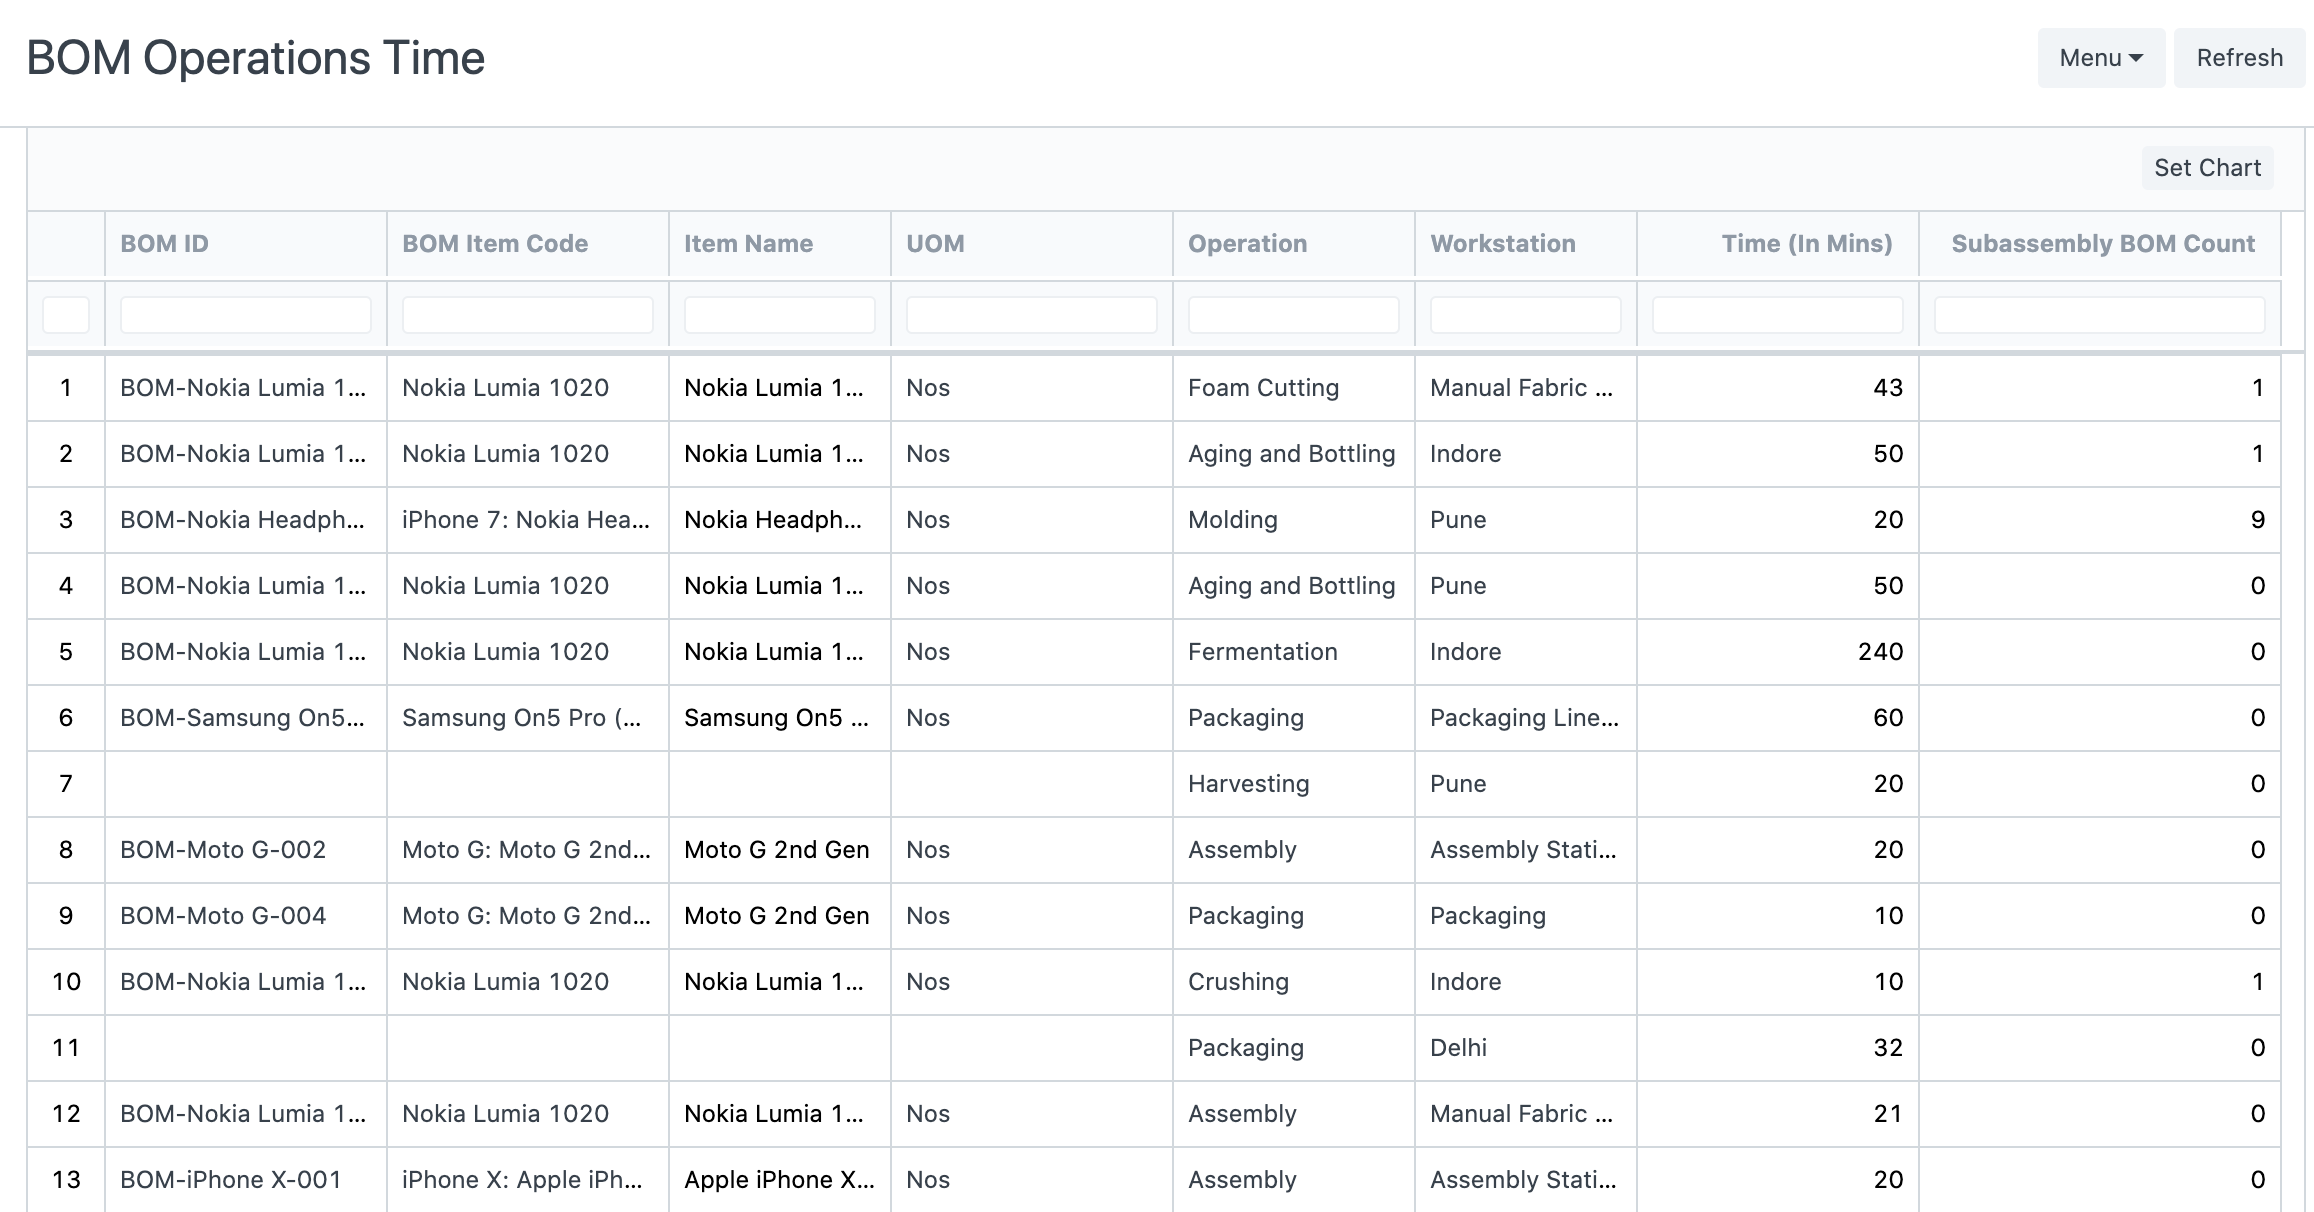 BOM Operations Time
Menu Refresh
Set Chart
BOM ID BOM Item Code Item Name UOM Operation Workstation Time (In Mins) Subassembly BOM Count
1 BOM-Nokia Lumia 1... Nokia Lumia 1020 Nokia Lumia 1... Nos Foam Cutting Manual Fabric ... 43 1
2 BOM-Nokia Lumia 1... Nokia Lumia 1020 Nokia Lumia 1... Nos Aging and Bottling Indore 50 1
3 BOM-Nokia Headph... iPhone 7: Nokia Hea... Nokia Headph... Nos Molding Pune 20 9
4 BOM-Nokia Lumia 1... Nokia Lumia 1020 Nokia Lumia 1... Nos Aging and Bottling Pune 50 0
5 BOM-Nokia Lumia 1... Nokia Lumia 1020 Nokia Lumia 1... Nos Fermentation Indore 240 0
6 BOM-Samsung On5... Samsung On5 Pro (... Samsung On5 ... Nos Packaging Packaging Line... 60 0
7 Harvesting Pune 20 0
8 BOM-Moto G-002 Moto G: Moto G 2nd... Moto G 2nd Gen Nos Assembly Assembly Stati... 20 0
9 BOM-Moto G-004 Moto G: Moto G 2nd... Moto G 2nd Gen Nos Packaging Packaging 10 0
10 BOM-Nokia Lumia 1... Nokia Lumia 1020 Nokia Lumia 1... Nos Crushing Indore 10 1
11 Packaging Delhi 32 0
12 BOM-Nokia Lumia 1... Nokia Lumia 1020 Nokia Lumia 1... Nos Assembly Manual Fabric ... 21 0
13 BOM-iPhone X-001 iPhone X: Apple iPh... Apple iPhone X... Nos Assembly Assembly Stati... 20 0